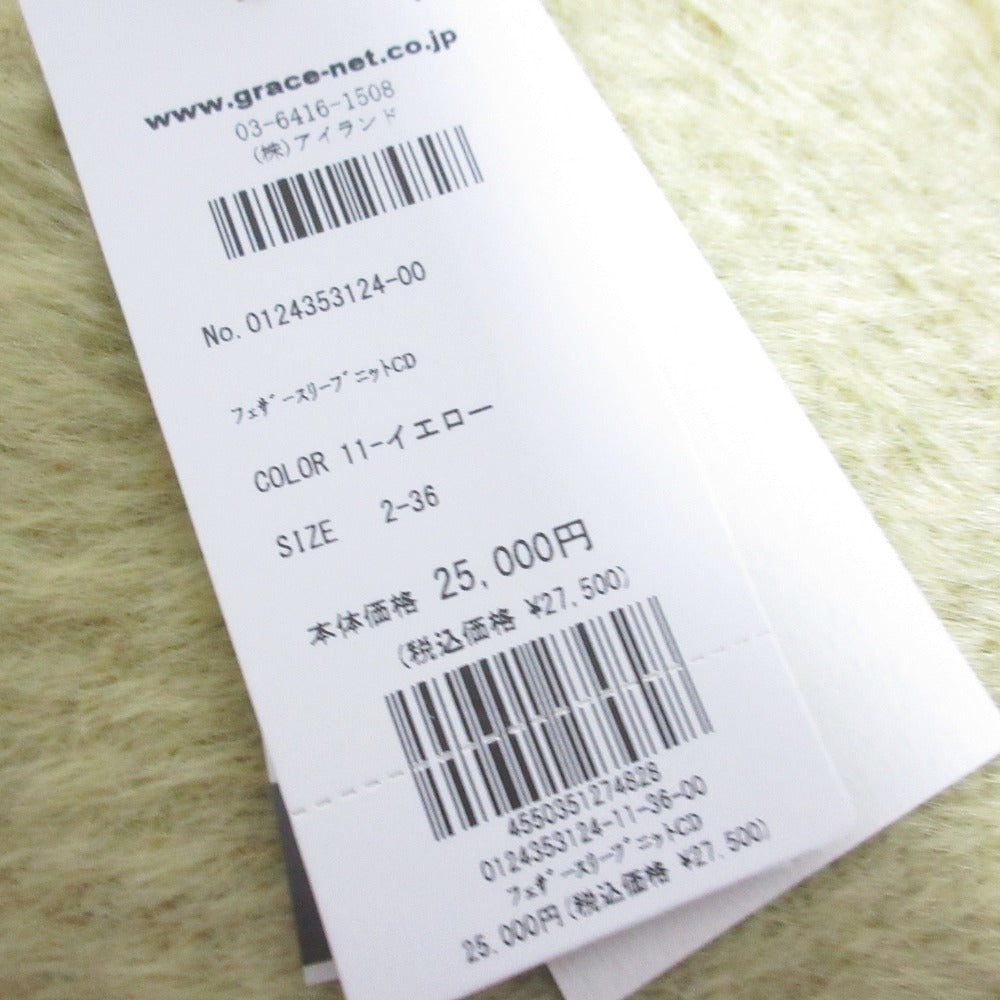 www.grace-net.co.jp
03-6416-1508
(株)アイランド
No.0124353124-00
フェザースリーブニットCD
COLOR 11-イエロー
SIZE 2-36
本体価格 25,000円
(税込価格 ¥27,500)
4550351274828
0124353124-11-36-00
フェザースリーブニットCD
25,000円(税込価格 ¥27,500)